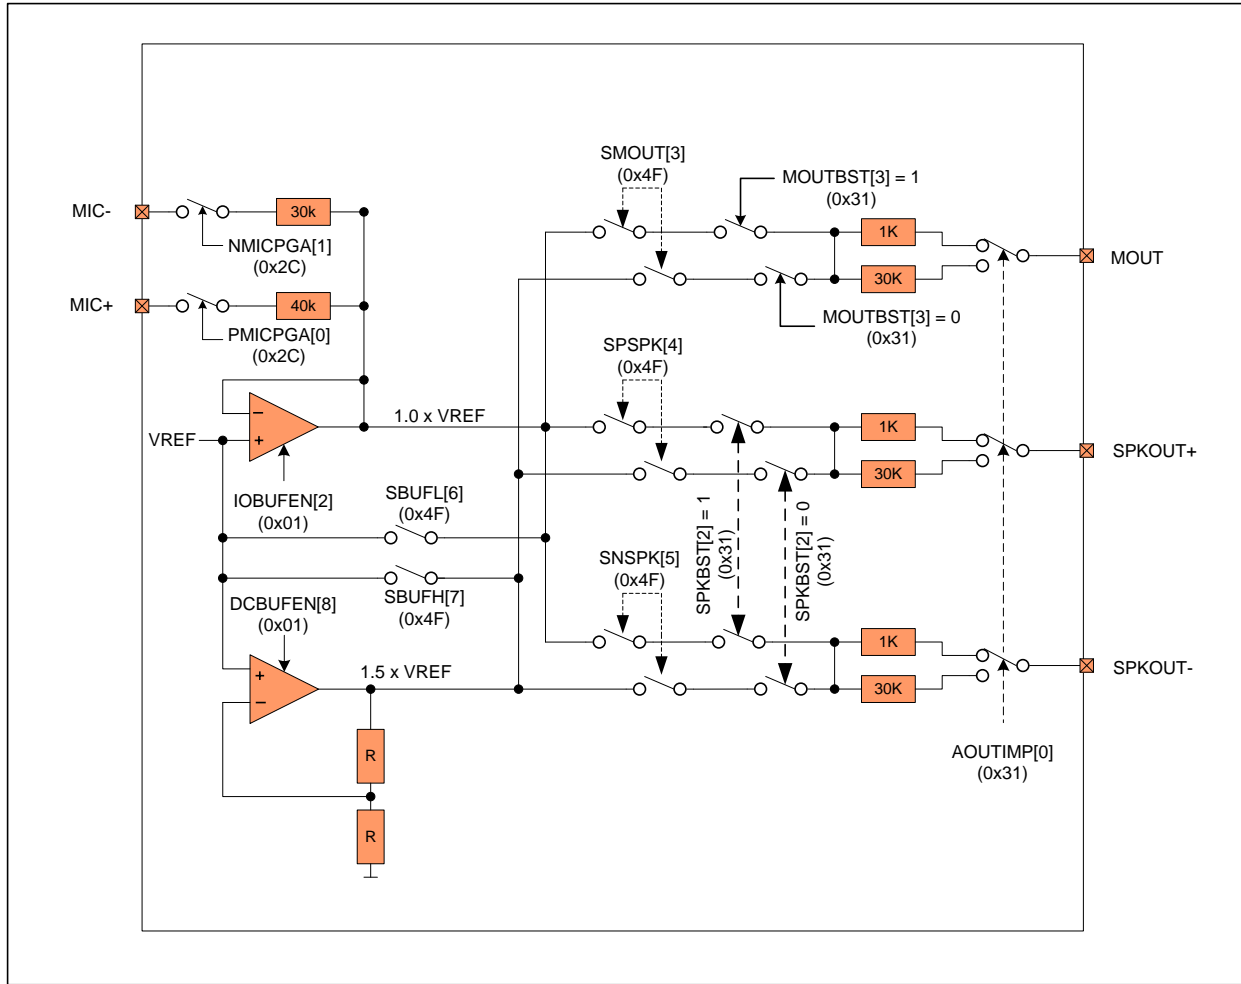 SMOUT[3]
(0x4F)
MOUTBST[3] = 1
(0x31)
MIC-
30k
1K
NMICPGA[1]
(0x2C)
MOUT
30K
MIC+
40k
PMICPGA[0]
(0x2C)
MOUTBST[3] = 0
(0x31)
SPSPK[4]
(0x4F)
−
1.0 x VREF
1K
VREF
+
SPKOUT+
30K
IOBUFEN[2]
(0x01)
SBUFL[6]
(0x4F)
SPKBST[2] = 1
(0x31)
SPKBST[2] = 0
(0x31)
SNSPK[5]
(0x4F)
SBUFH[7]
(0x4F)
DCBUFEN[8]
(0x01)
1K
+
1.5 x VREF
SPKOUT-
−
30K
R
AOUTIMP[0]
(0x31)
R